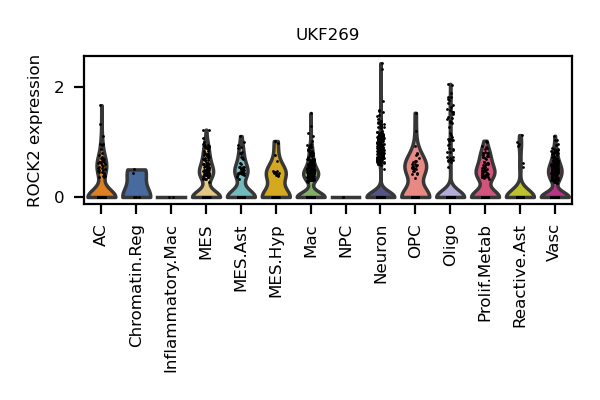 UKF269
ROCK2 expression
2
0
AC
Chromatin.Reg
Inflammatory.Mac
MES
MES.Ast
MES.Hyp
Mac
NPC
Neuron
OPC
Oligo
Prolif.Metab
Reactive.Ast
Vasc